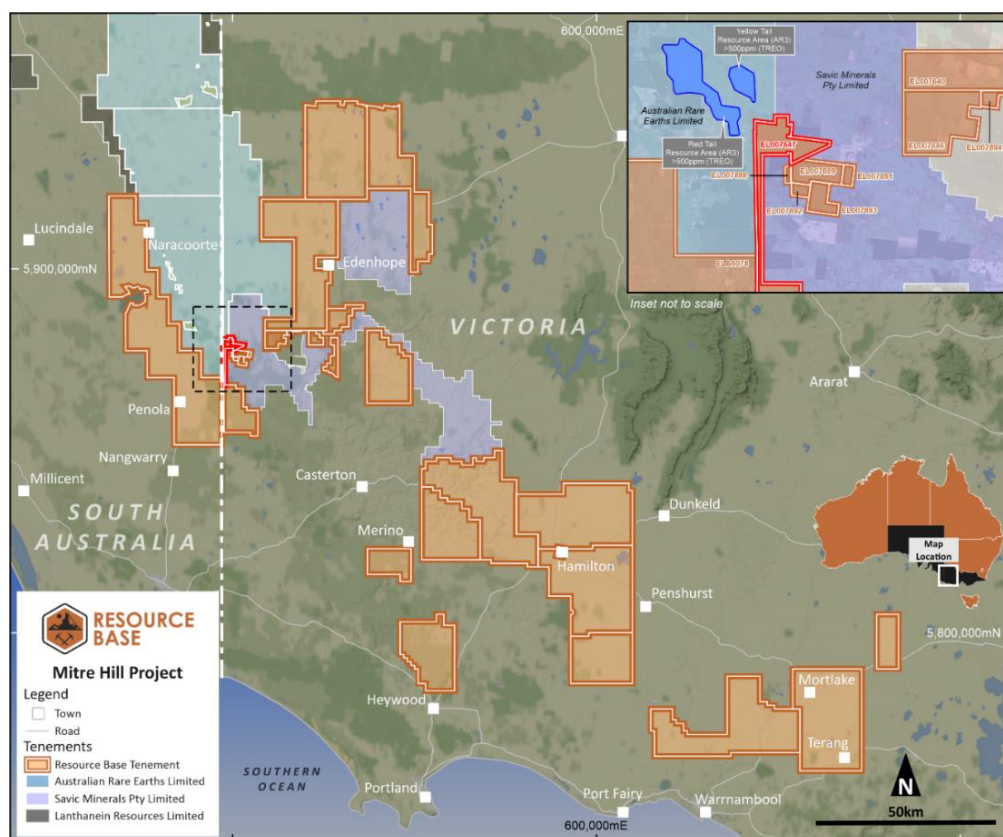 600,000mE
Yellow Tail
Resource Area (AR3)
>500ppm (TREO)
Savic Minerals
Pty Limited
Australian Rare
Earths Limited
Red Tail
Resource Area (AR3)
>500ppm (TREO)
EL007647
EL007640
EL007646
EL007888
EL007889
EL007891
EL007892
EL007893
Inset not to scale
Lucindale
Naracoorte
5,900,000mN
Edenhope
VICTORIA
Ararat
Penola
Nangwarry
Millicent
Casterton
Dunkeld
SOUTH
AUSTRALIA
Merino
Hamilton
Map
Location
Penshurst
5,800,000mN
RESOURCE
BASE
Mitre Hill Project
Legend
Town
Road
Tenements
Resource Base Tenement
Australian Rare Earths Limited
Savic Minerals Pty Limited
Lanthanein Resources Limited
Heywood
Mortlake
Terang
SOUTHERN
OCEAN
Portland
Port Fairy
Warrnambool
600,000mE
N
50km